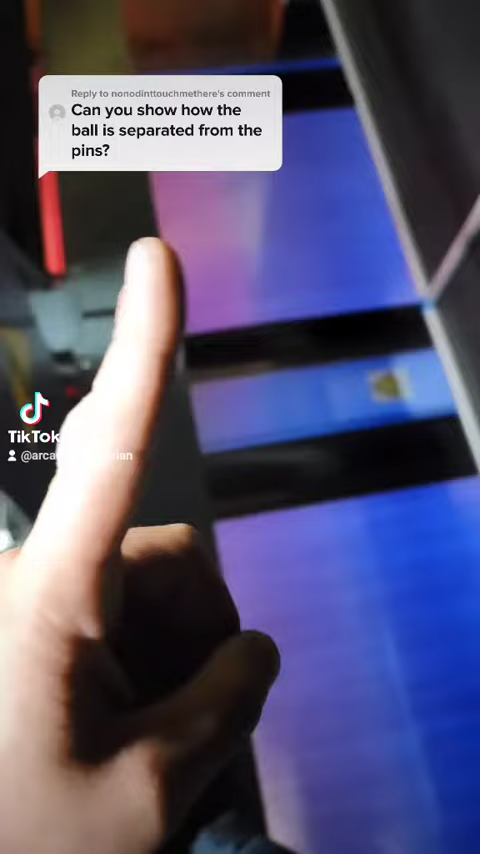 Reply to nonodinttouchmethere's comment
Can you show how the
ball is separated from the
pins?
TikTok